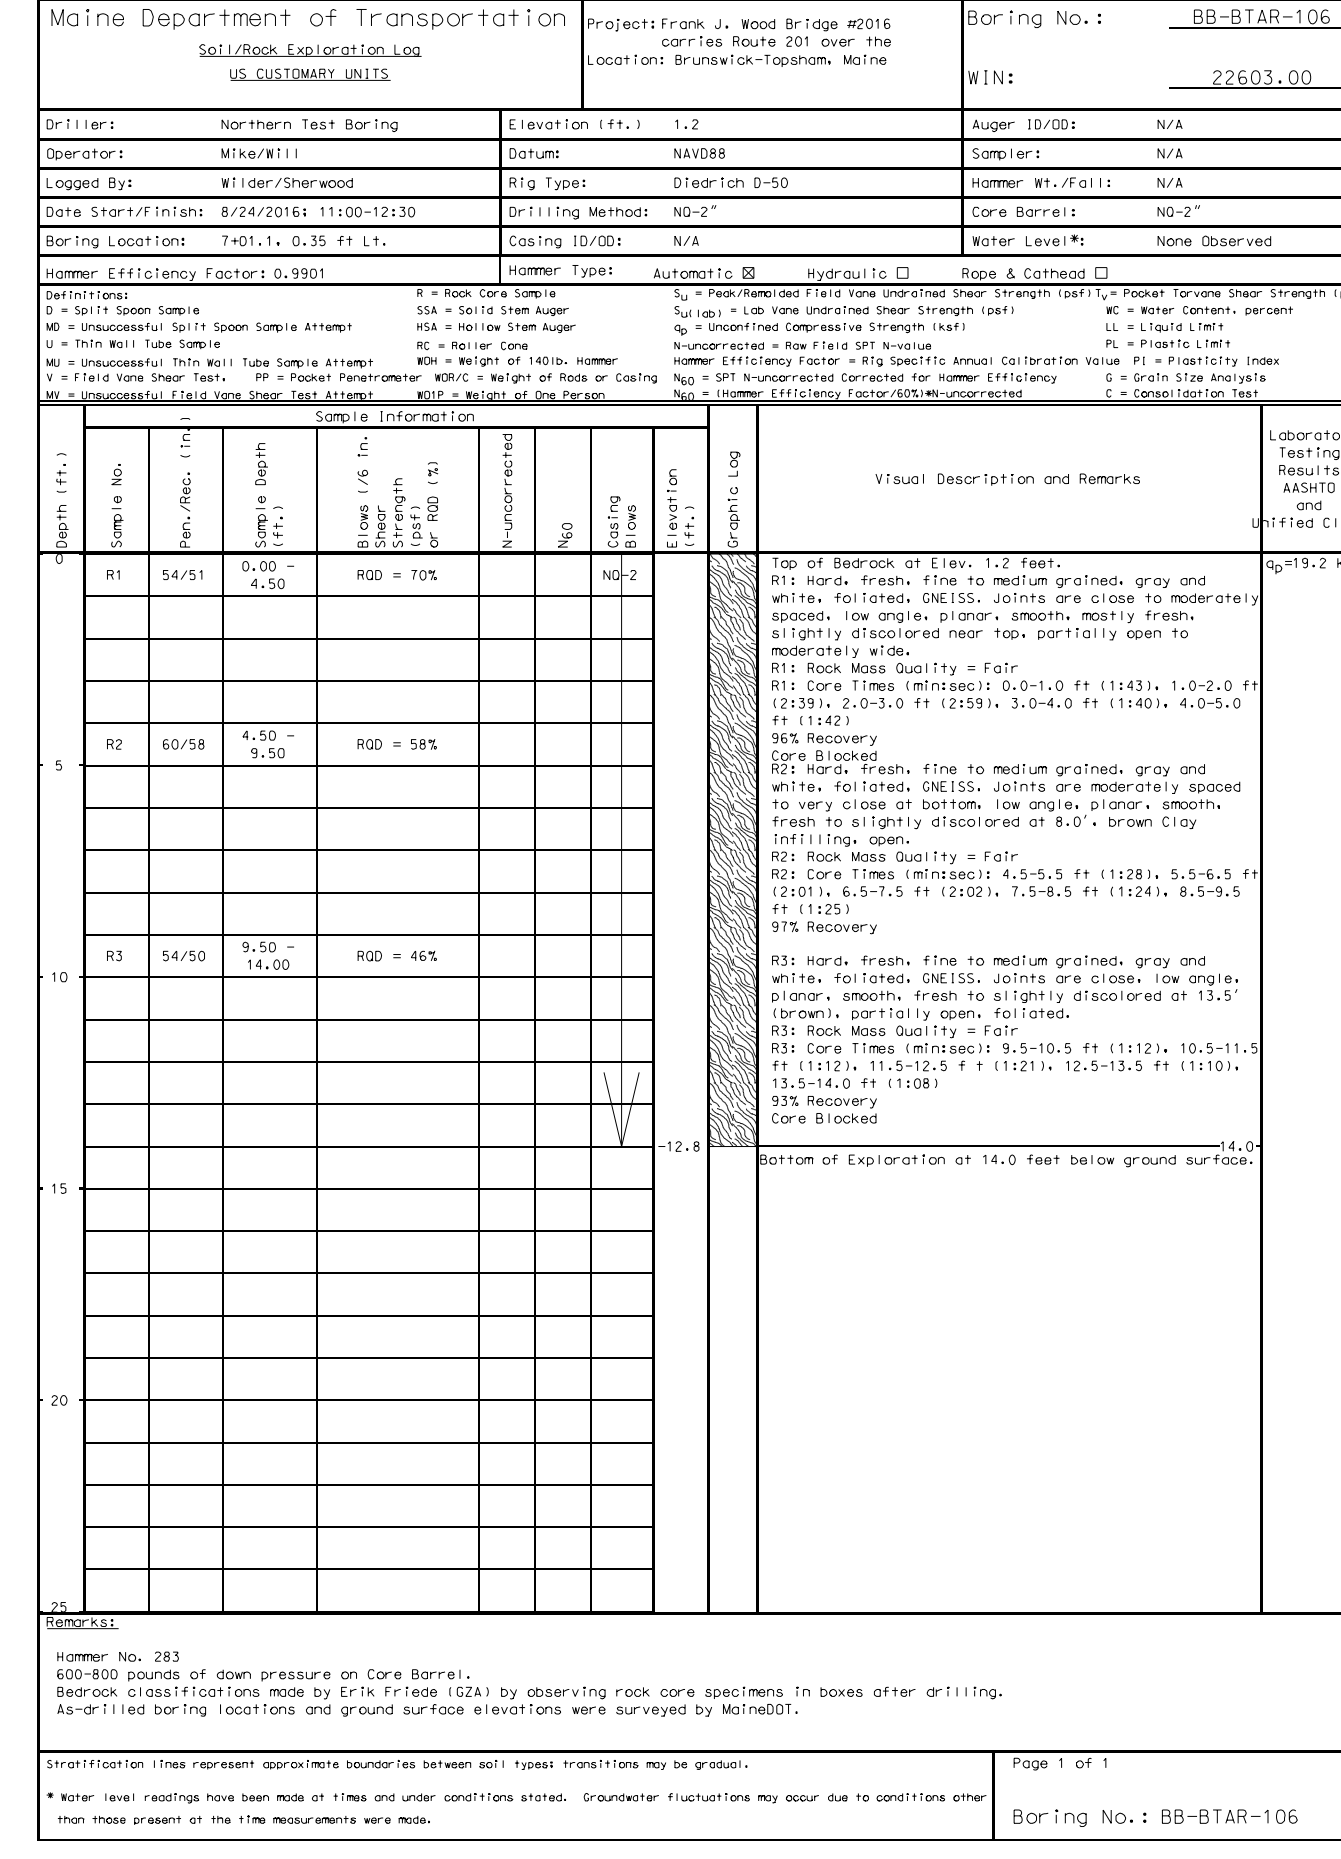 Maine Department of Transportation
Soil/Rock Exploration Log
US CUSTOMARY UNITS
Project: Frank J. Wood Bridge #2016
carries Route 201 over the
Location: Brunswick-Topsham, Maine
Boring No.: BB-BTAR-106
WIN: 22603.00
Driller: Northern Test Boring
Elevation (ft.) 1.2
Auger ID/OD: N/A
Operator: Mike/Will
Datum: NAVD88
Sampler: N/A
Logged By: Wilder/Sherwood
Rig Type: Diedrich D-50
Hammer Wt./Fall: N/A
Date Start/Finish: 8/24/2016; 11:00-12:30
Drilling Method: NQ-2"
Core Barrel: NQ-2"
Boring Location: 7+01.1, 0.35 ft Lt.
Casing ID/OD: N/A
Water Level*: None Observed
Hammer Efficiency Factor: 0.9901
Hammer Type: Automatic ☒ Hydraulic ☐ Rope & Cathead ☐
Definitions:
D = Split Spoon Sample
MD = Unsuccessful Split Spoon Sample Attempt
U = Thin Wall Tube Sample
MU = Unsuccessful Thin Wall Tube Sample Attempt
V = Field Vane Shear Test, PP = Pocket Penetrometer
MV = Unsuccessful Field Vane Shear Test Attempt
R = Rock Core Sample
SSA = Solid Stem Auger
HSA = Hollow Stem Auger
RC = Roller Cone
WOH = Weight of 140lb. Hammer
WOR/C = Weight of Rods or Casing
WO1P = Weight of One Person
Su = Peak/Remolded Field Vane Undrained Shear Strength (psf)
Su(lab) = Lab Vane Undrained Shear Strength (psf)
qp = Unconfined Compressive Strength (ksf)
N-uncorrected = Raw Field SPT N-value
Hammer Efficiency Factor = Rig Specific Annual Calibration Value
N60 = SPT N-uncorrected Corrected for Hammer Efficiency
N60 = (Hammer Efficiency Factor/60%)*N-uncorrected
Tv = Pocket Torvane Shear Strength
WC = Water Content, percent
LL = Liquid Limit
PL = Plastic Limit
PI = Plasticity Index
G = Grain Size Analysis
C = Consolidation Test
Sample Information
Depth (ft.)
Sample No.
Pen./Rec. (in.)
Sample Depth
(ft.)
Blows (/6 in.
Shear
Strength
(psf)
or RQD (%)
N-uncorrected
N60
Casing
Blows
Elevation
(ft.)
Graphic Log
Visual Description and Remarks
Laborato
Testing
Results
AASHTO
and
Unified Cl
0
R1 54/51 0.00 -
4.50
RQD = 70%
NQ-2
Top of Bedrock at Elev. 1.2 feet.
R1: Hard, fresh, fine to medium grained, gray and
white, foliated, GNEISS. Joints are close to moderately
spaced, low angle, planar, smooth, mostly fresh,
slightly discolored near top, partially open to
moderately wide.
R1: Rock Mass Quality = Fair
R1: Core Times (min:sec): 0.0-1.0 ft (1:43), 1.0-2.0 ft
(2:39), 2.0-3.0 ft (2:59), 3.0-4.0 ft (1:40), 4.0-5.0
ft (1:42)
96% Recovery
Core Blocked
qp=19.2 k
R2 60/58 4.50 -
9.50
RQD = 58%
5
R2: Hard, fresh, fine to medium grained, gray and
white, foliated, GNEISS. Joints are moderately spaced
to very close at bottom, low angle, planar, smooth,
fresh to slightly discolored at 8.0', brown Clay
infilling, open.
R2: Rock Mass Quality = Fair
R2: Core Times (min:sec): 4.5-5.5 ft (1:28), 5.5-6.5 ft
(2:01), 6.5-7.5 ft (2:02), 7.5-8.5 ft (1:24), 8.5-9.5
ft (1:25)
97% Recovery
R3 54/50 9.50 -
14.00
RQD = 46%
10
R3: Hard, fresh, fine to medium grained, gray and
white, foliated, GNEISS. Joints are close, low angle,
planar, smooth, fresh to slightly discolored at 13.5'
(brown), partially open, foliated.
R3: Rock Mass Quality = Fair
R3: Core Times (min:sec): 9.5-10.5 ft (1:12), 10.5-11.5
ft (1:12), 11.5-12.5 f t (1:21), 12.5-13.5 ft (1:10),
13.5-14.0 ft (1:08)
93% Recovery
Core Blocked
-12.8
14.0
Bottom of Exploration at 14.0 feet below ground surface.
15
20
25
Remarks:
Hammer No. 283
600-800 pounds of down pressure on Core Barrel.
Bedrock classifications made by Erik Friede (GZA) by observing rock core specimens in boxes after drilling.
As-drilled boring locations and ground surface elevations were surveyed by MaineDOT.
Stratification lines represent approximate boundaries between soil types; transitions may be gradual.
* Water level readings have been made at times and under conditions stated. Groundwater fluctuations may occur due to conditions other
than those present at the time measurements were made.
Page 1 of 1
Boring No.: BB-BTAR-106